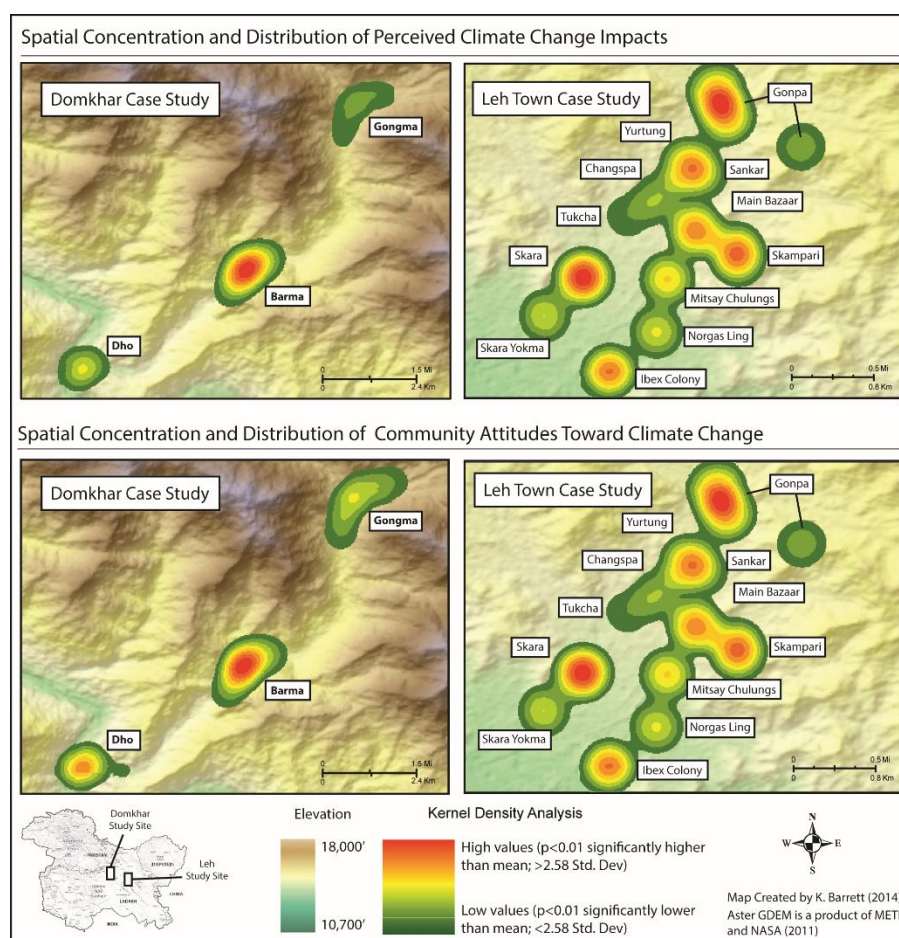 Spatial Concentration and Distribution of Perceived Climate Change Impacts
Domkhar Case Study
Gongma
Barma
Dho
0
1.5 Mi
0
2.4 Km
Leh Town Case Study
Gonpa
Yurtung
Changspa
Sankar
Main Bazaar
Tukcha
Skara
Skampari
Mitsay Chulungs
Skara Yokma
Norgas Ling
Ibex Colony
0
0.5 Mi
0
0.8 Km
Spatial Concentration and Distribution of Community Attitudes Toward Climate Change
Domkhar Case Study
Gongma
Barma
Dho
0
1.5 Mi
0
2.4 Km
Leh Town Case Study
Gonpa
Yurtung
Changspa
Sankar
Main Bazaar
Tukcha
Skara
Skampari
Mitsay Chulungs
Skara Yokma
Norgas Ling
Ibex Colony
0
0.5 Mi
0
0.8 Km
Domkhar
Study Site
Leh
Study Site
PAKISTAN
DISPUTED
CHINA
LADAKH
INDIA
Elevation
18,000'
10,700'
Kernel Density Analysis
High values (p<0.01 significantly higher
than mean; >2.58 Std. Dev)
Low values (p<0.01 significantly lower
than mean; <2.58 Std. Dev)
N
W
E
S
Map Created by K. Barrett (2014)
Aster GDEM is a product of METI
and NASA (2011)